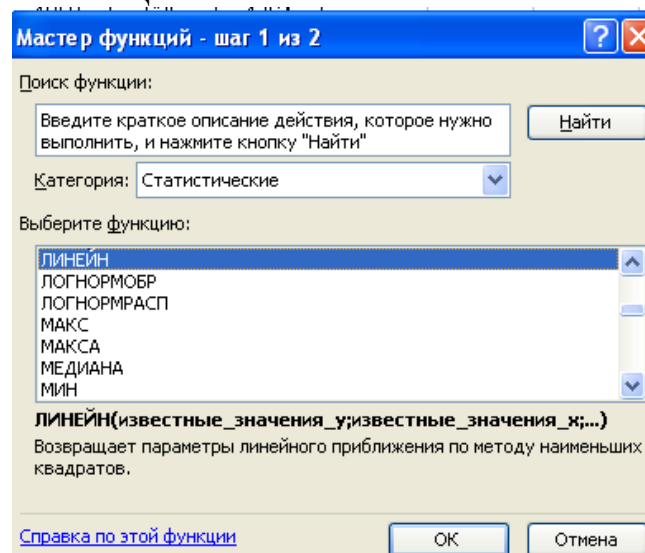 Мастер функций - шаг 1 из 2
Поиск функции:
Введите краткое описание действия, которое нужно
выполнить, и нажмите кнопку "Найти"
Найти
Категория: Статистические
Выберите функцию:
ЛИНЕЙН
ЛОГНОРМОБР
ЛОГНОРМРАСП
МАКС
МАКСА
МЕДИАНА
МИН
ЛИНЕЙН(известные_значения_y;известные_значения_x;...)
Возвращает параметры линейного приближения по методу наименьших
квадратов.
Справка по этой функции
ОК
Отмена